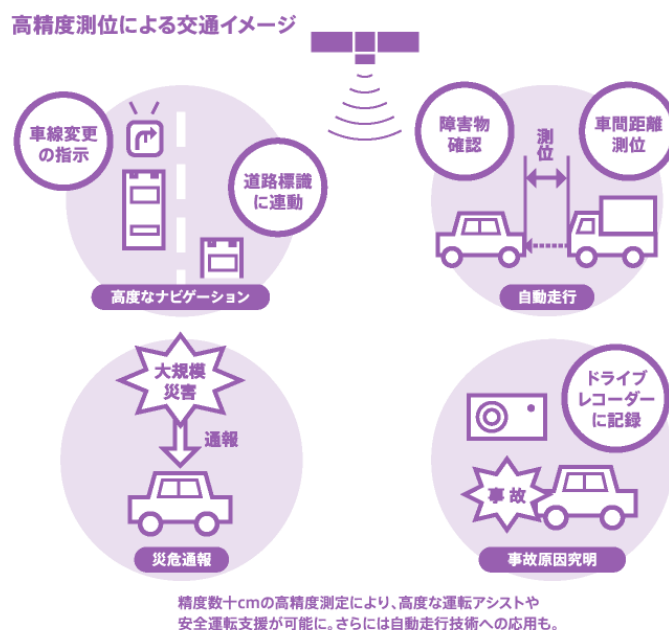 高精度測位による交通イメージ
車線変更
の指示
道路標識
に連動
高度なナビゲーション
障害物
確認
測位
車間距離
測位
自動走行
大規模
災害
通報
災危通報
ドライブ
レコーダー
に記録
事故
事故原因究明
精度数十cmの高精度測定により、高度な運転アシストや
安全運転支援が可能に。さらには自動走行技術への応用も。